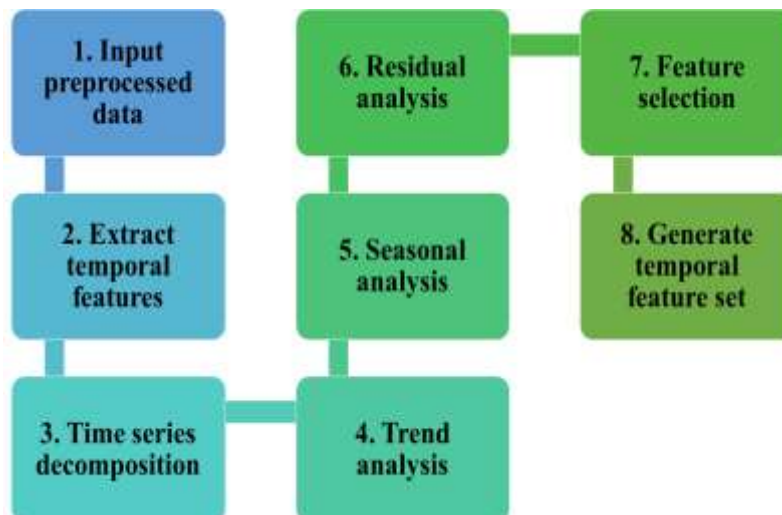 1. Input
preprocessed
data
2. Extract
temporal
features
3. Time series
decomposition
4. Trend
analysis
5. Seasonal
analysis
6. Residual
analysis
7. Feature
selection
8. Generate
temporal
feature set